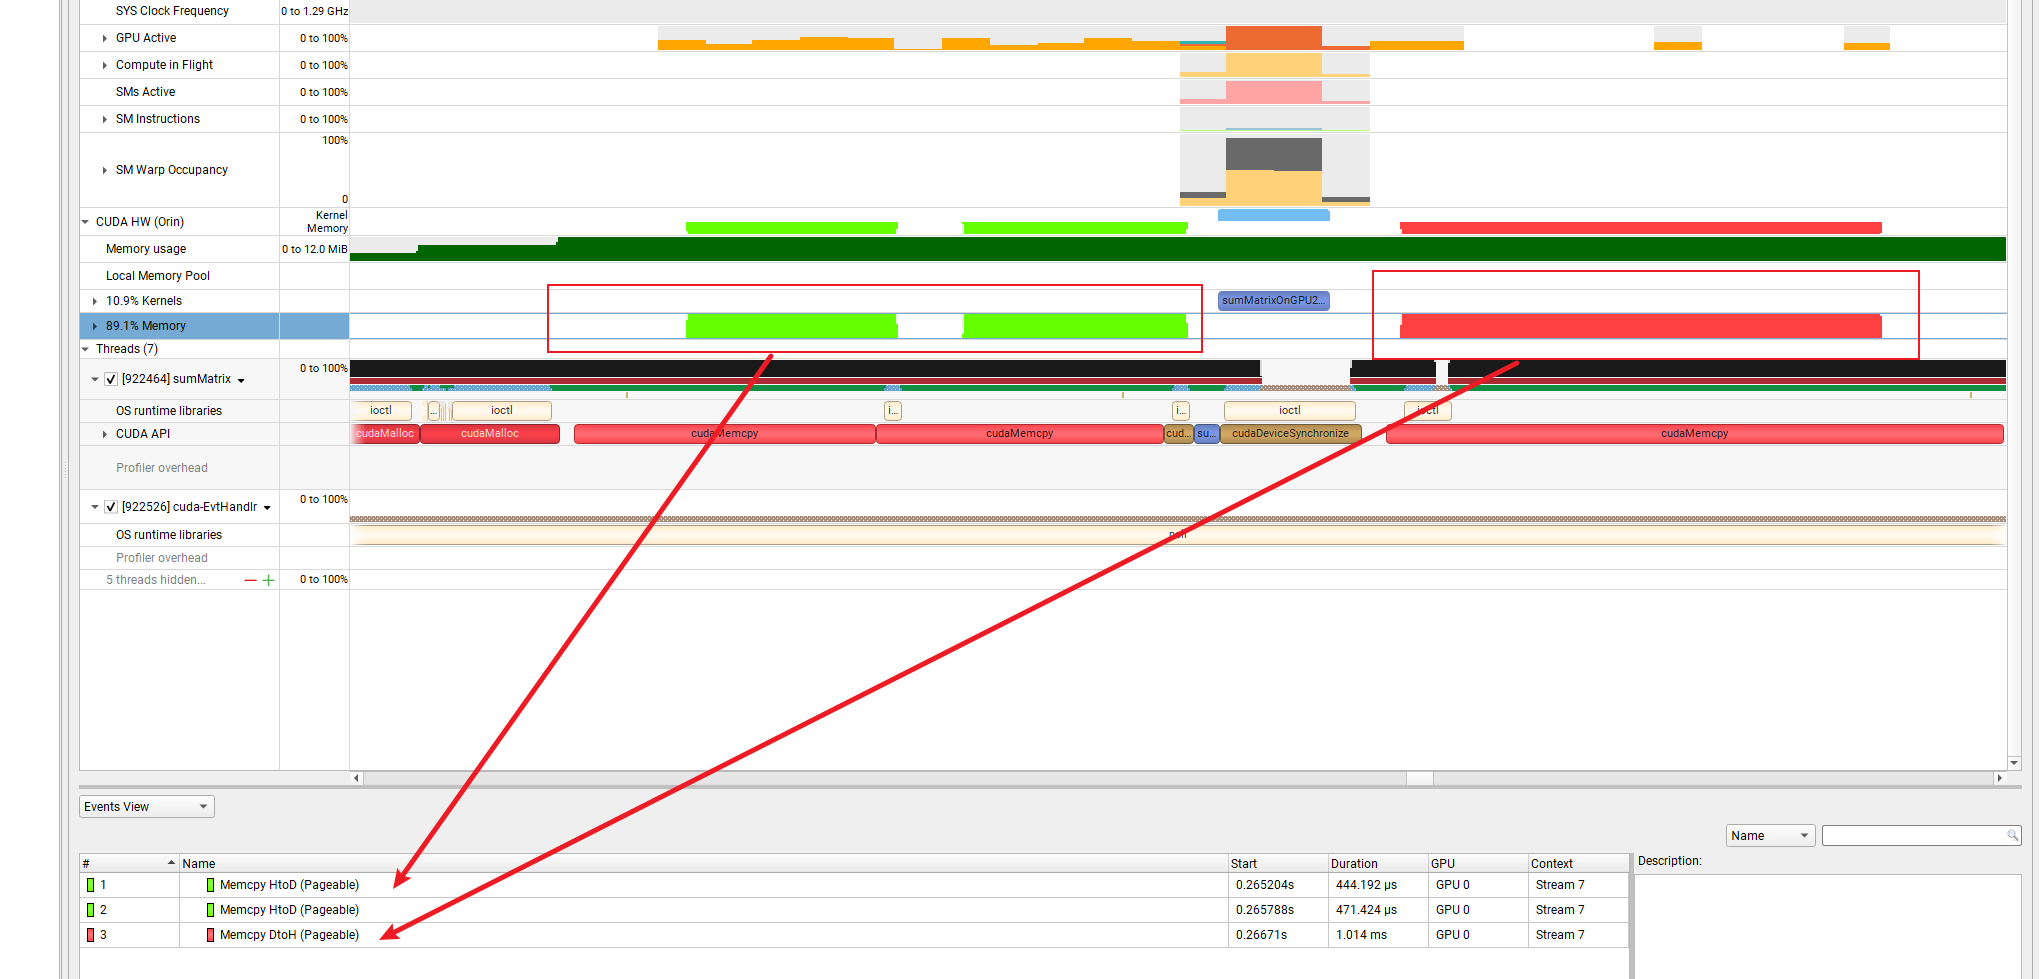 SYS Clock Frequency 0 to 1.29 GHz
GPU Active 0 to 100%
Compute in Flight 0 to 100%
SMs Active 0 to 100%
SM Instructions 0 to 100%
100%
SM Warp Occupancy
0
CUDA HW (Orin) Kernel
Memory
Memory usage 0 to 12.0 MiB
Local Memory Pool
10.9% Kernels sumMatrixOnGPU2...
89.1% Memory
Threads (7)
0 to 100%
[922464] sumMatrix
OS runtime libraries ioctl ... ioctl i... i... ioctl ioctl
CUDA API cudaMalloc cudaMalloc cudaMemcpy cudaMemcpy cud... su... cudaDeviceSynchronize cudaMemcpy
Profiler overhead
0 to 100%
[922526] cuda-EvtHandlr
OS runtime libraries poll
Profiler overhead
5 threads hidden... 0 to 100%
Events View
Name
# Name Start Duration GPU Context Description:
1 Memcpy HtoD (Pageable) 0.265204s 444.192 μs GPU 0 Stream 7
2 Memcpy HtoD (Pageable) 0.265788s 471.424 μs GPU 0 Stream 7
3 Memcpy DtoH (Pageable) 0.26671s 1.014 ms GPU 0 Stream 7